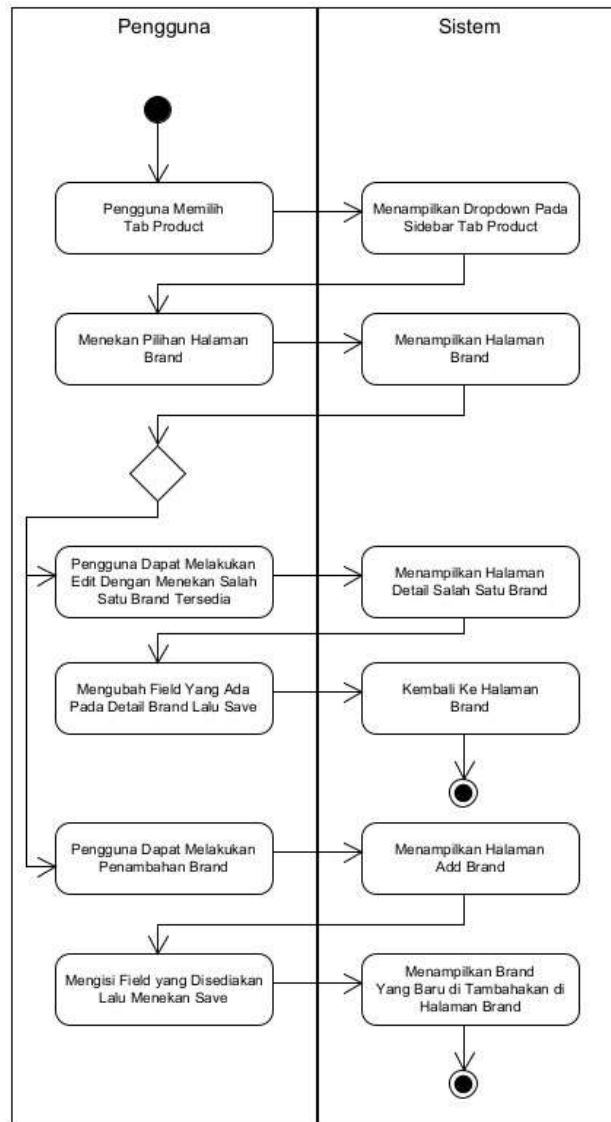 Pengguna
Sistem
Pengguna Memilih
Tab Product
Menampilkan Dropdown Pada
Sidebar Tab Product
Menekan Pilihan Halaman
Brand
Menampilkan Halaman
Brand
Pengguna Dapat Melakukan
Edit Dengan Menekan Salah
Satu Brand Tersedia
Menampilkan Halaman
Detail Salah Satu Brand
Mengubah Field Yang Ada
Pada Detail Brand Lalu Save
Kembali Ke Halaman
Brand
Pengguna Dapat Melakukan
Penambahan Brand
Menampilkan Halaman
Add Brand
Mengisi Field yang Disediakan
Lalu Menekan Save
Menampilkan Brand
Yang Baru di Tambahakan di
Halaman Brand